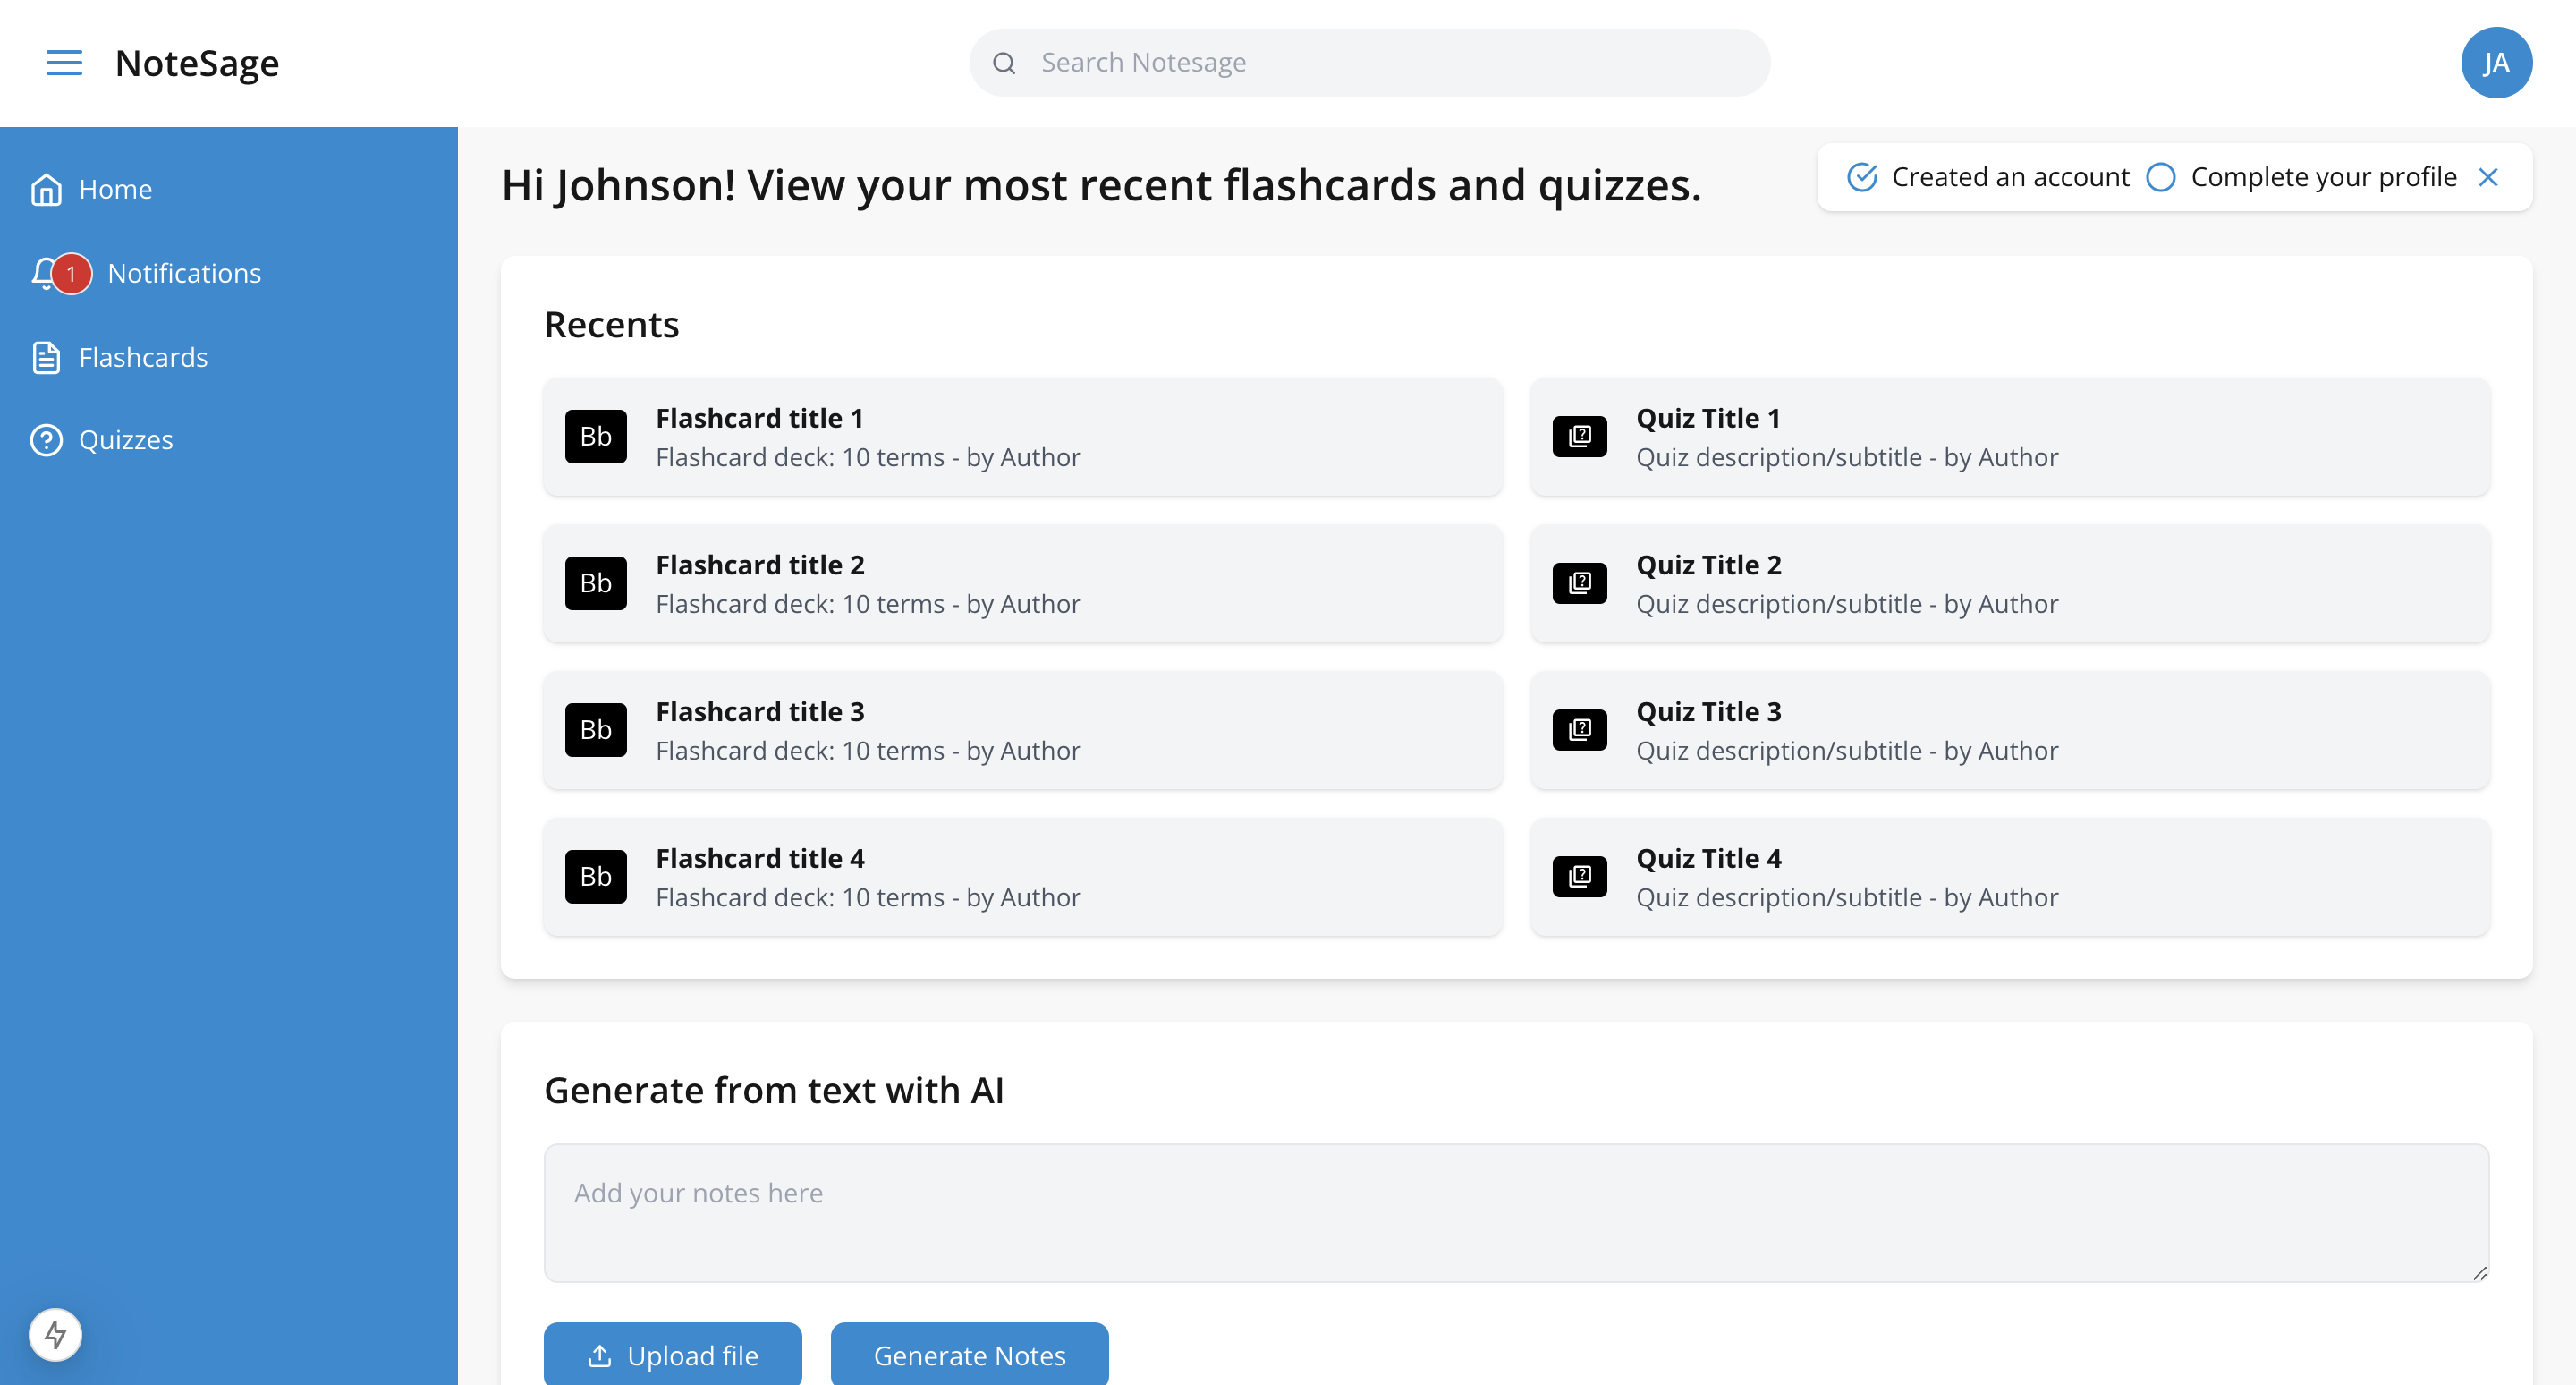 NoteSage
Search Notesage
JA
Home
1 Notifications
Flashcards
Quizzes
Hi Johnson! View your most recent flashcards and quizzes.
Created an account Complete your profile
Recents
Bb
Flashcard title 1
Flashcard deck: 10 terms - by Author
Quiz Title 1
Quiz description/subtitle - by Author
Bb
Flashcard title 2
Flashcard deck: 10 terms - by Author
Quiz Title 2
Quiz description/subtitle - by Author
Bb
Flashcard title 3
Flashcard deck: 10 terms - by Author
Quiz Title 3
Quiz description/subtitle - by Author
Bb
Flashcard title 4
Flashcard deck: 10 terms - by Author
Quiz Title 4
Quiz description/subtitle - by Author
Generate from text with AI
Add your notes here
Upload file
Generate Notes